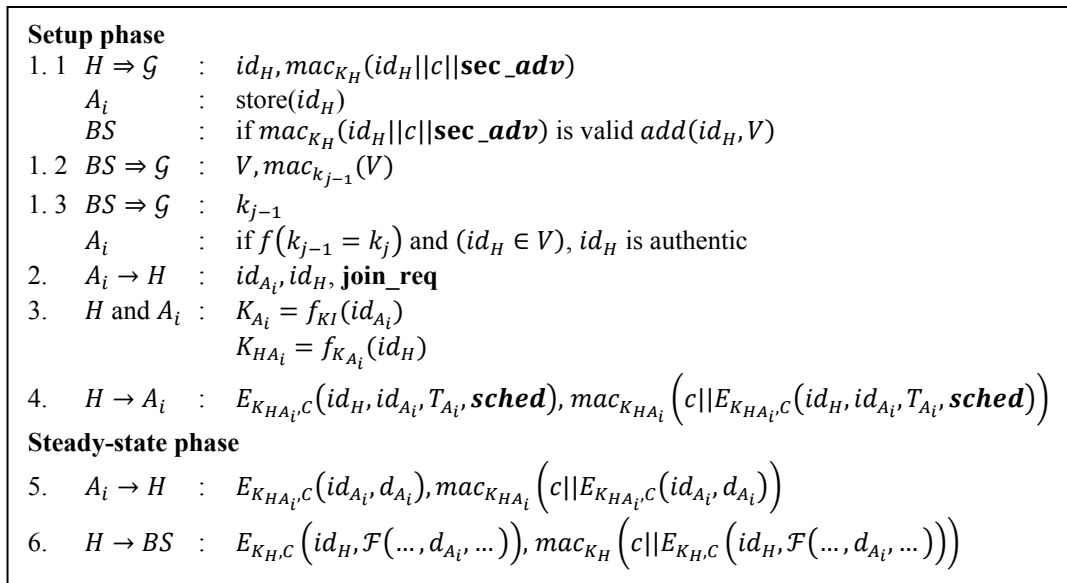 Setup phase
1. 1 H ⇒ 𝒢 : id_H, mac_{K_H}(id_H||c||sec _adv)
A_i : store(id_H)
BS : if mac_{K_H}(id_H||c||sec _adv) is valid add(id_H, V)
1. 2 BS ⇒ 𝒢 : V, mac_{k_{j−1}}(V)
1. 3 BS ⇒ 𝒢 : k_{j−1}
A_i : if f(k_{j−1} = k_j) and (id_H ∈ V), id_H is authentic
2. A_i → H : id_{A_i}, id_H, join_req
3. H and A_i : K_{A_i} = f_{KI}(id_{A_i})
K_{HA_i} = f_{K_{A_i}}(id_H)
4. H → A_i : E_{K_{HA_i},C}(id_H, id_{A_i}, T_{A_i}, sched), mac_{K_{HA_i}}(c||E_{K_{HA_i},C}(id_H, id_{A_i}, T_{A_i}, sched))
Steady-state phase
5. A_i → H : E_{K_{HA_i},C}(id_{A_i}, d_{A_i}), mac_{K_{HA_i}}(c||E_{K_{HA_i},C}(id_{A_i}, d_{A_i}))
6. H → BS : E_{K_H,C}(id_H, ℱ(…, d_{A_i}, …)), mac_{K_H}(c||E_{K_H,C}(id_H, ℱ(…, d_{A_i}, …)))